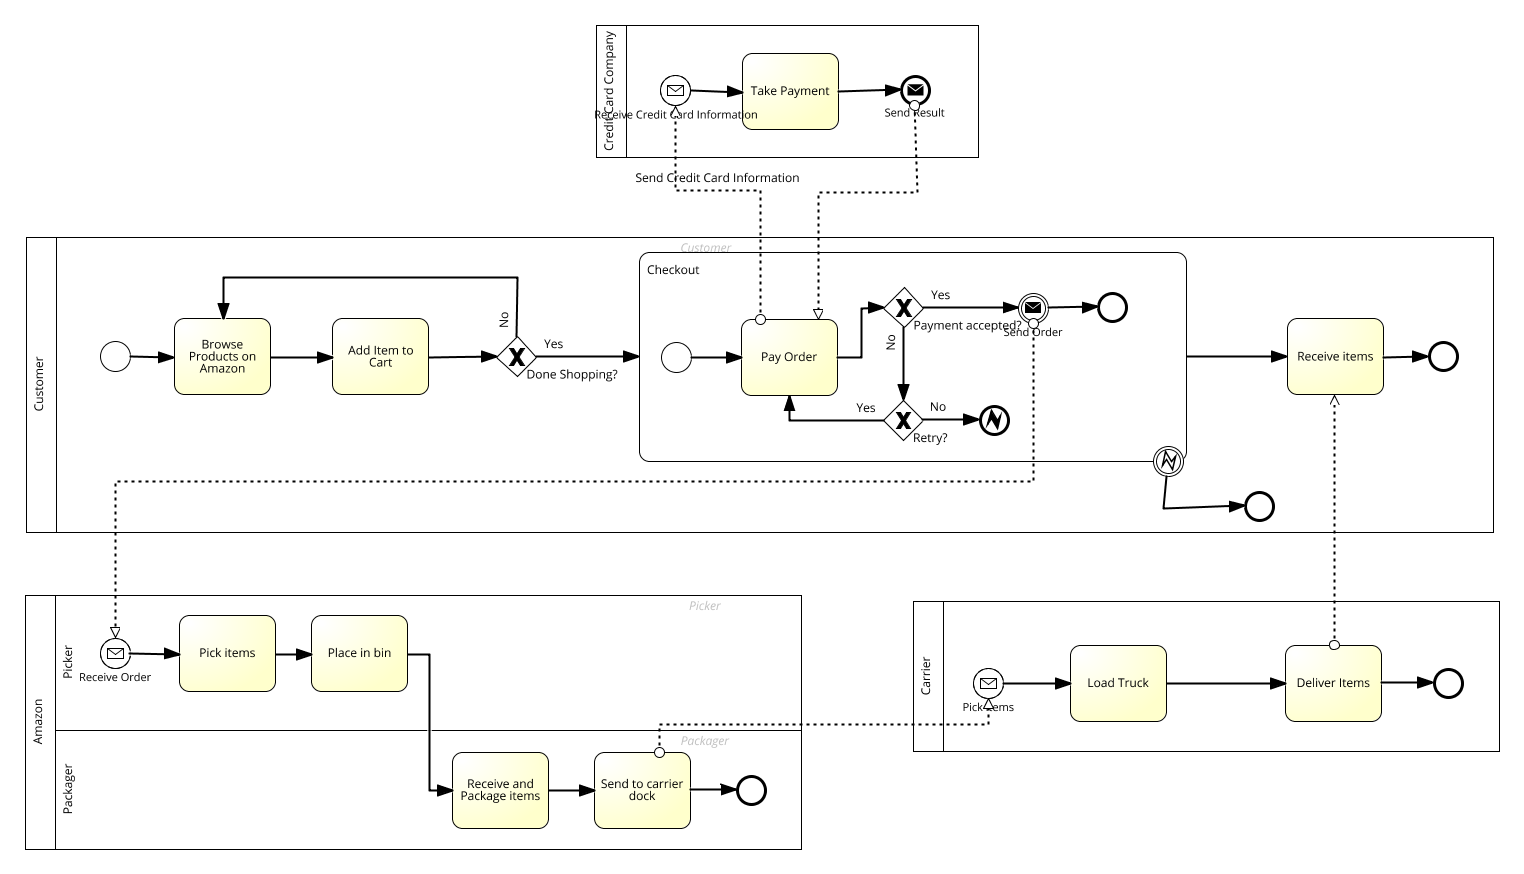 Credit Card Company
Receive Credit Card Information
Take Payment
Send Result
Send Credit Card Information
Customer
Customer
Checkout
Browse
Products on
Amazon
Add Item to
Cart
No
Yes
Done Shopping?
Pay Order
Yes
Payment accepted?
No
Send Order
Yes
No
Retry?
Receive items
Amazon
Picker
Picker
Receive Order
Pick items
Place in bin
Packager
Packager
Receive and
Package items
Send to carrier
dock
Carrier
Pick Items
Load Truck
Deliver Items